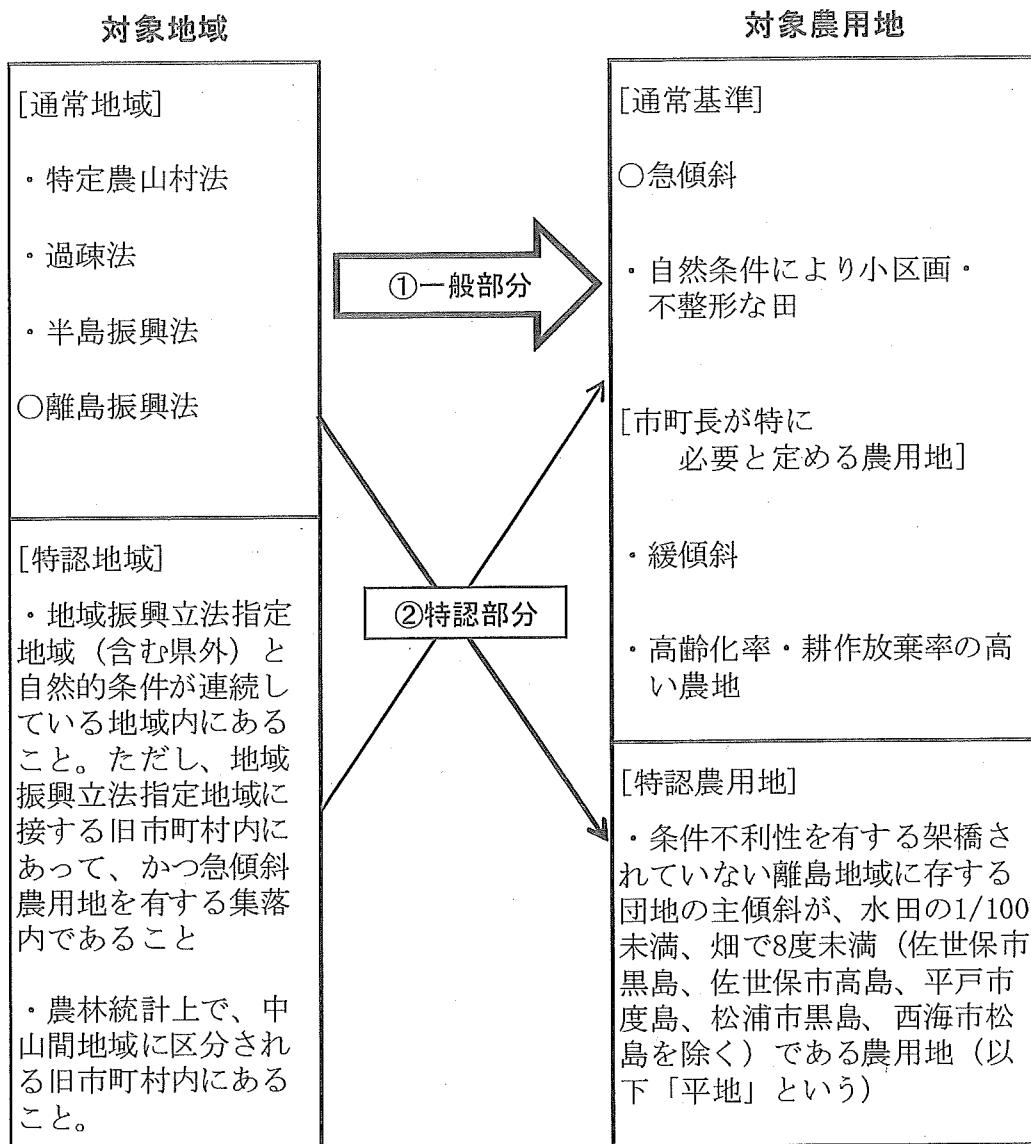 対象地域
[通常地域]
・特定農山村法
・過疎法
・半島振興法
○離島振興法
[特認地域]
・地域振興立法指定
地域（含む県外）と
自然的条件が連続し
ている地域内にある
こと。ただし、地域
振興立法指定地域に
接する旧市町村内に
あって、かつ急傾斜
農用地を有する集落
内であること
・農林統計上で、中
山間地域に区分され
る旧市町村内にある
こと。
①一般部分
②特認部分
対象農用地
[通常基準]
○急傾斜
・自然条件により小区画・
不整形な田
[市町長が特に
必要と定める農用地]
・緩傾斜
・高齢化率・耕作放棄率の高
い農地
[特認農用地]
・条件不利性を有する架橋さ
れていない離島地域に存する
団地の主傾斜が、水田の1/100
未満、畑で8度未満（佐世保市
黒島、佐世保市高島、平戸市
度島、松浦市黒島、西海市松
島を除く）である農用地（以
下「平地」という）